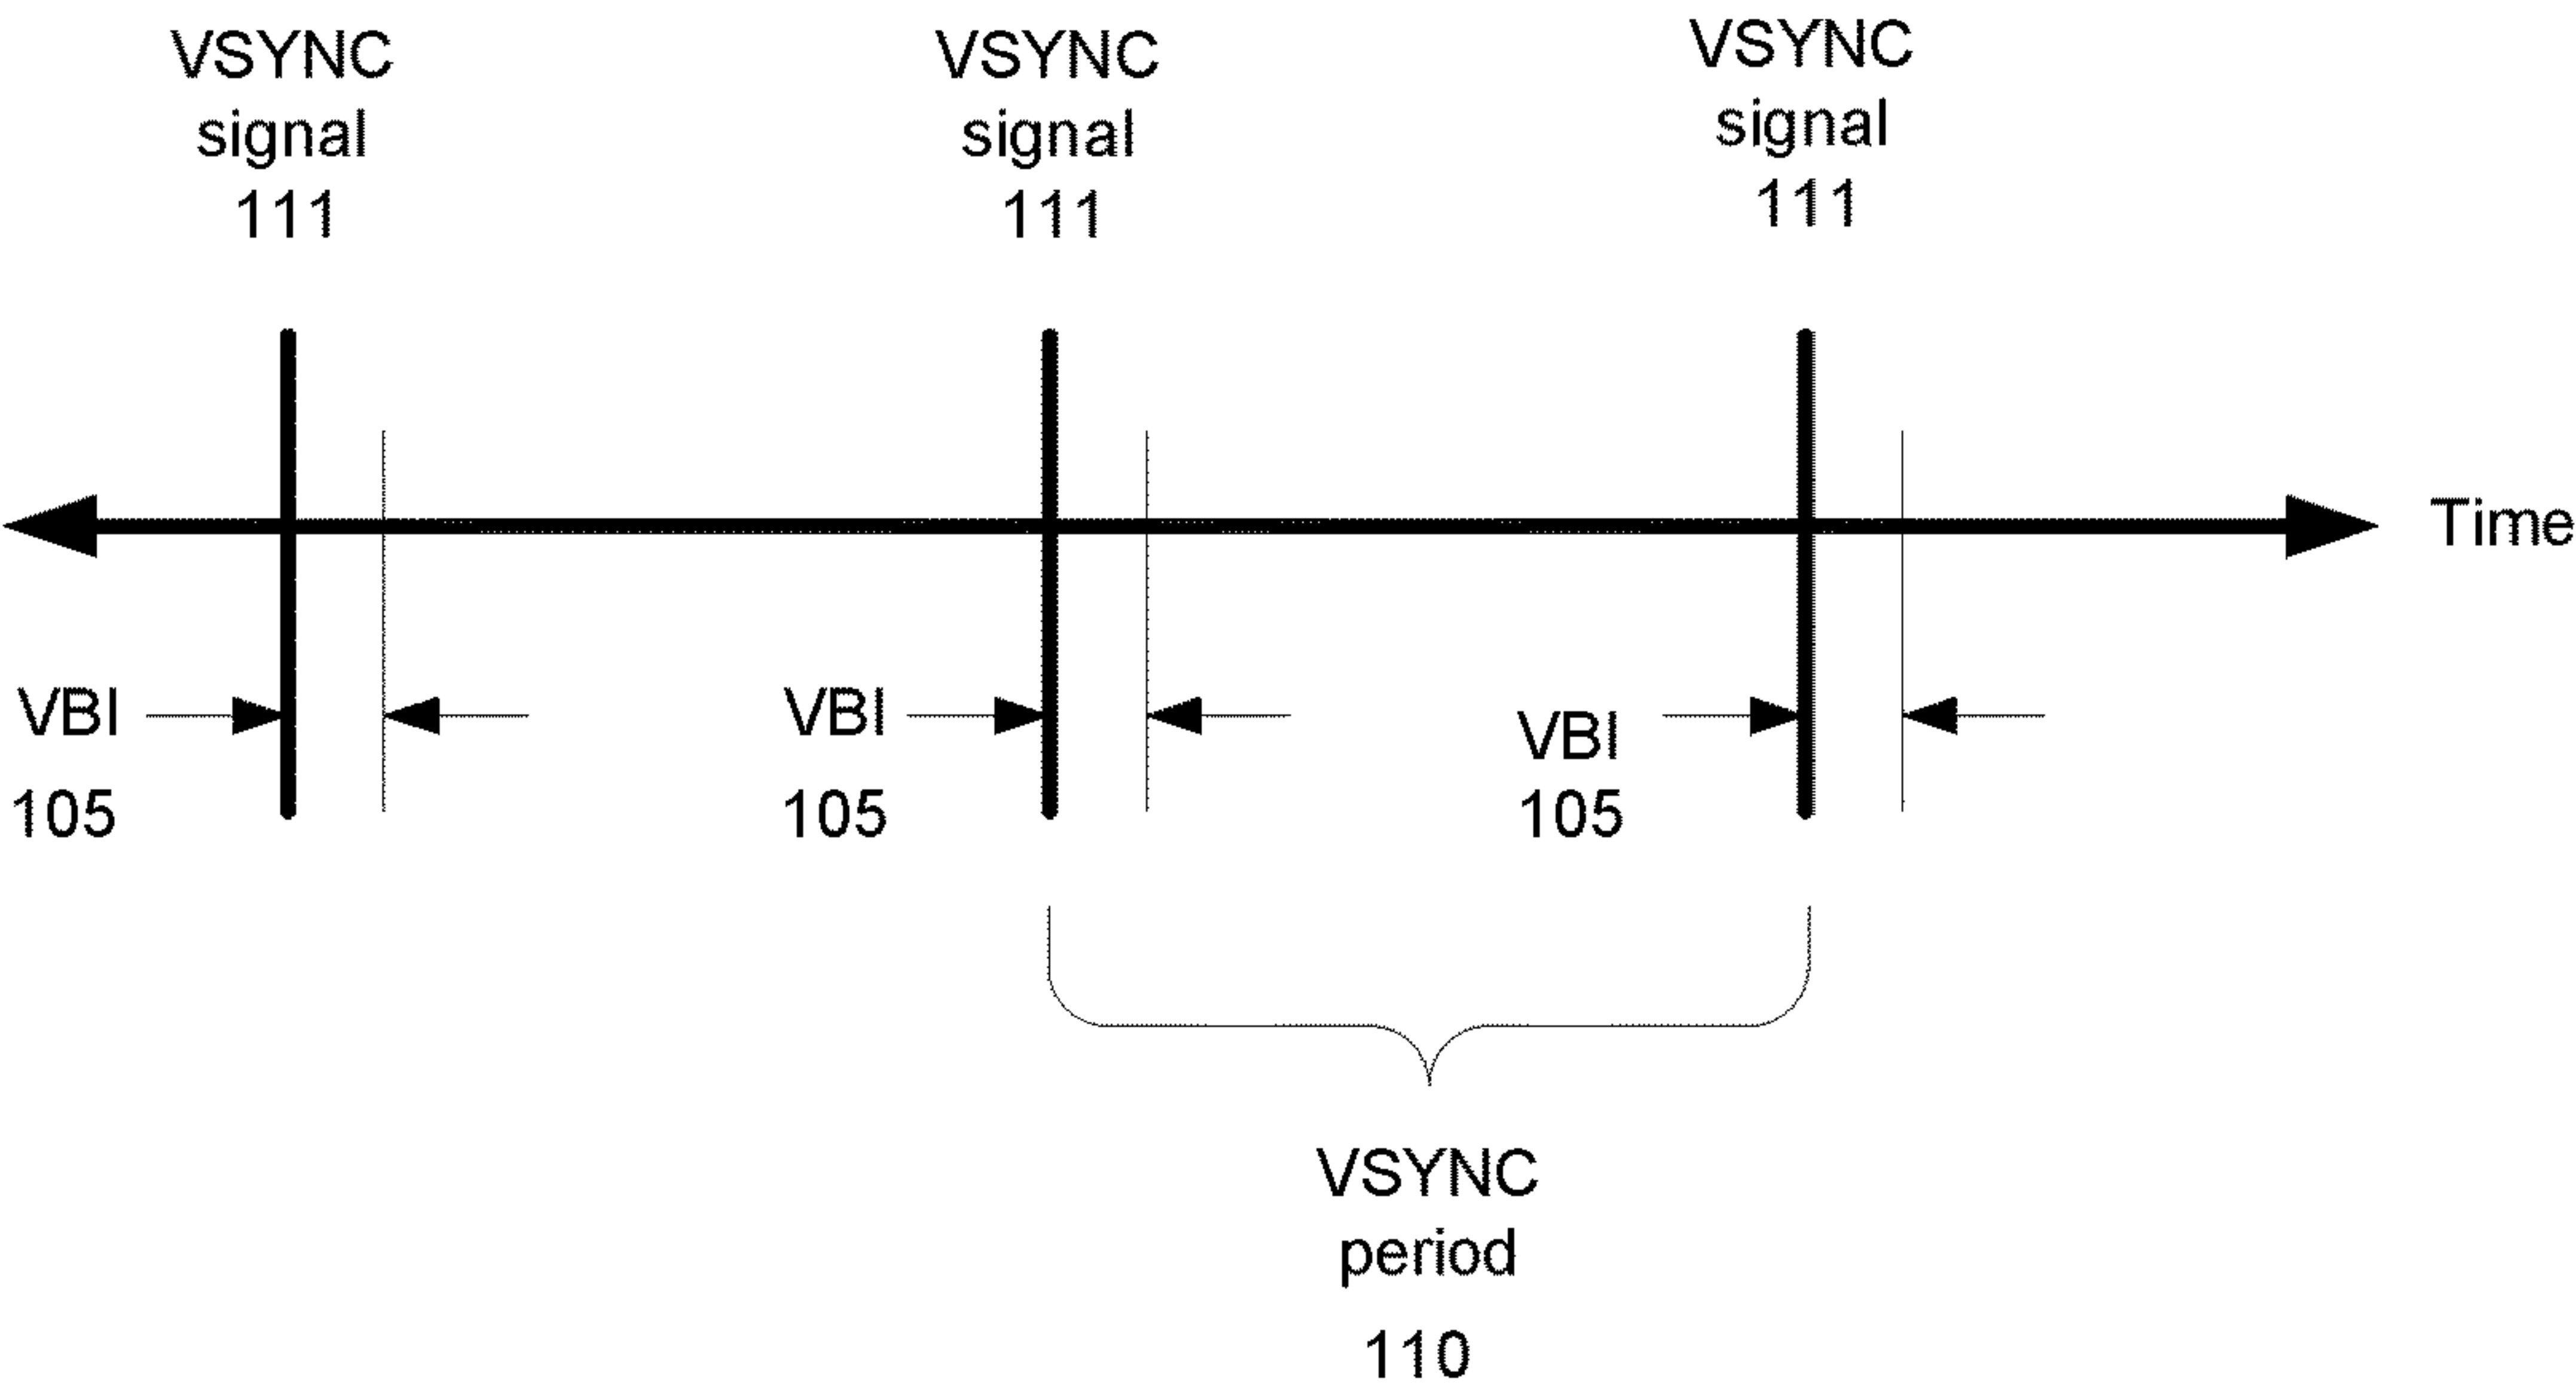 VSYNC
signal
111
VSYNC
signal
111
VSYNC
signal
111
Time
VBI
105
VBI
105
VBI
105
VSYNC
period
110